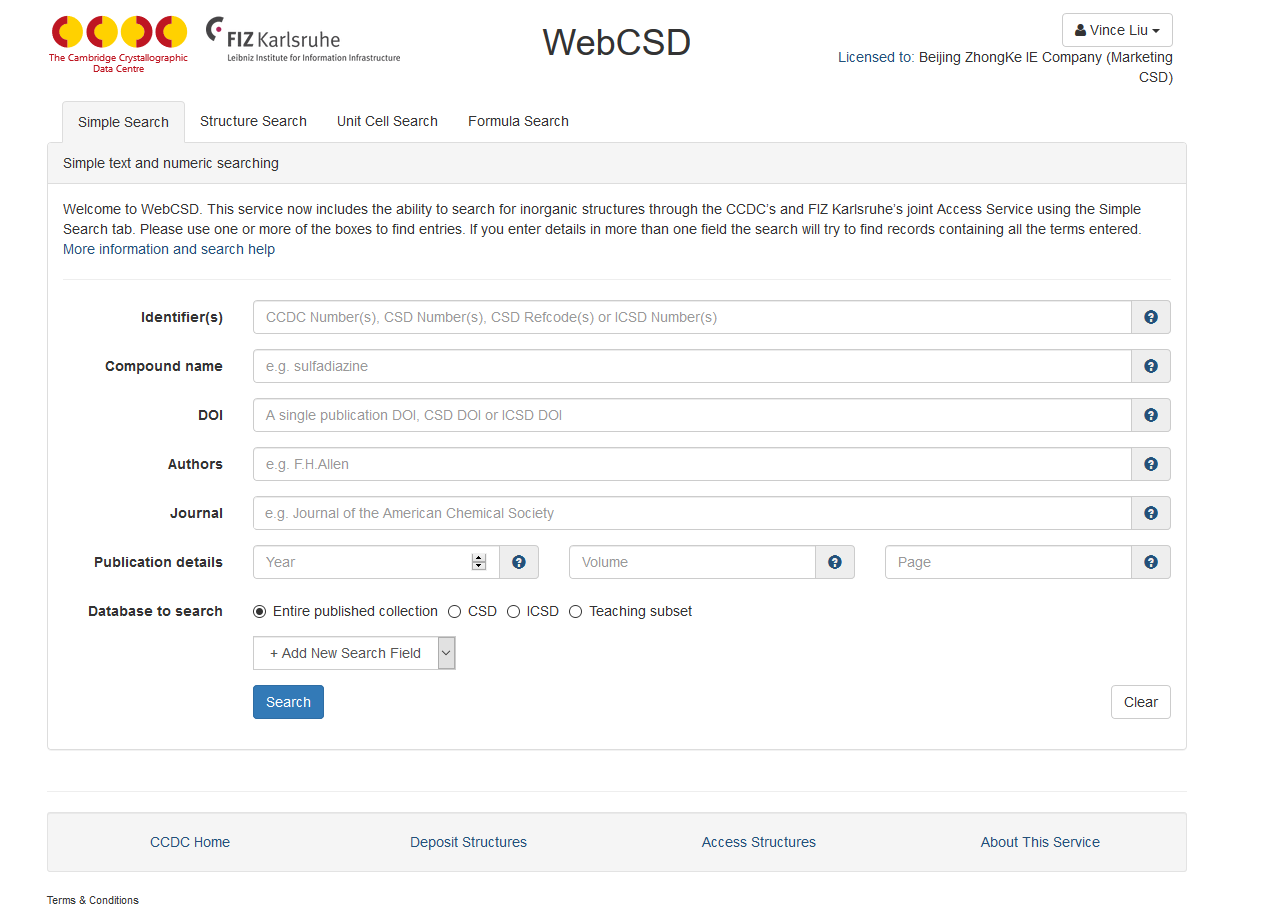 The Cambridge Crystallographic
Data Centre
FIZ Karlsruhe
Leibniz Institute for Information Infrastructure
WebCSD
Vince Liu
Licensed to: Beijing ZhongKe IE Company (Marketing
CSD)
Simple Search Structure Search Unit Cell Search Formula Search
Simple text and numeric searching
Welcome to WebCSD. This service now includes the ability to search for inorganic structures through the CCDC's and FIZ Karlsruhe's joint Access Service using the Simple
Search tab. Please use one or more of the boxes to find entries. If you enter details in more than one field the search will try to find records containing all the terms entered.
More information and search help
Identifier(s) CCDC Number(s), CSD Number(s), CSD Refcode(s) or ICSD Number(s) ?
Compound name e.g. sulfadiazine ?
DOI A single publication DOI, CSD DOI or ICSD DOI ?
Authors e.g. F.H.Allen ?
Journal e.g. Journal of the American Chemical Society ?
Publication details Year ? Volume ? Page ?
Database to search Entire published collection CSD ICSD Teaching subset
+ Add New Search Field
Search Clear
CCDC Home Deposit Structures Access Structures About This Service
Terms & Conditions